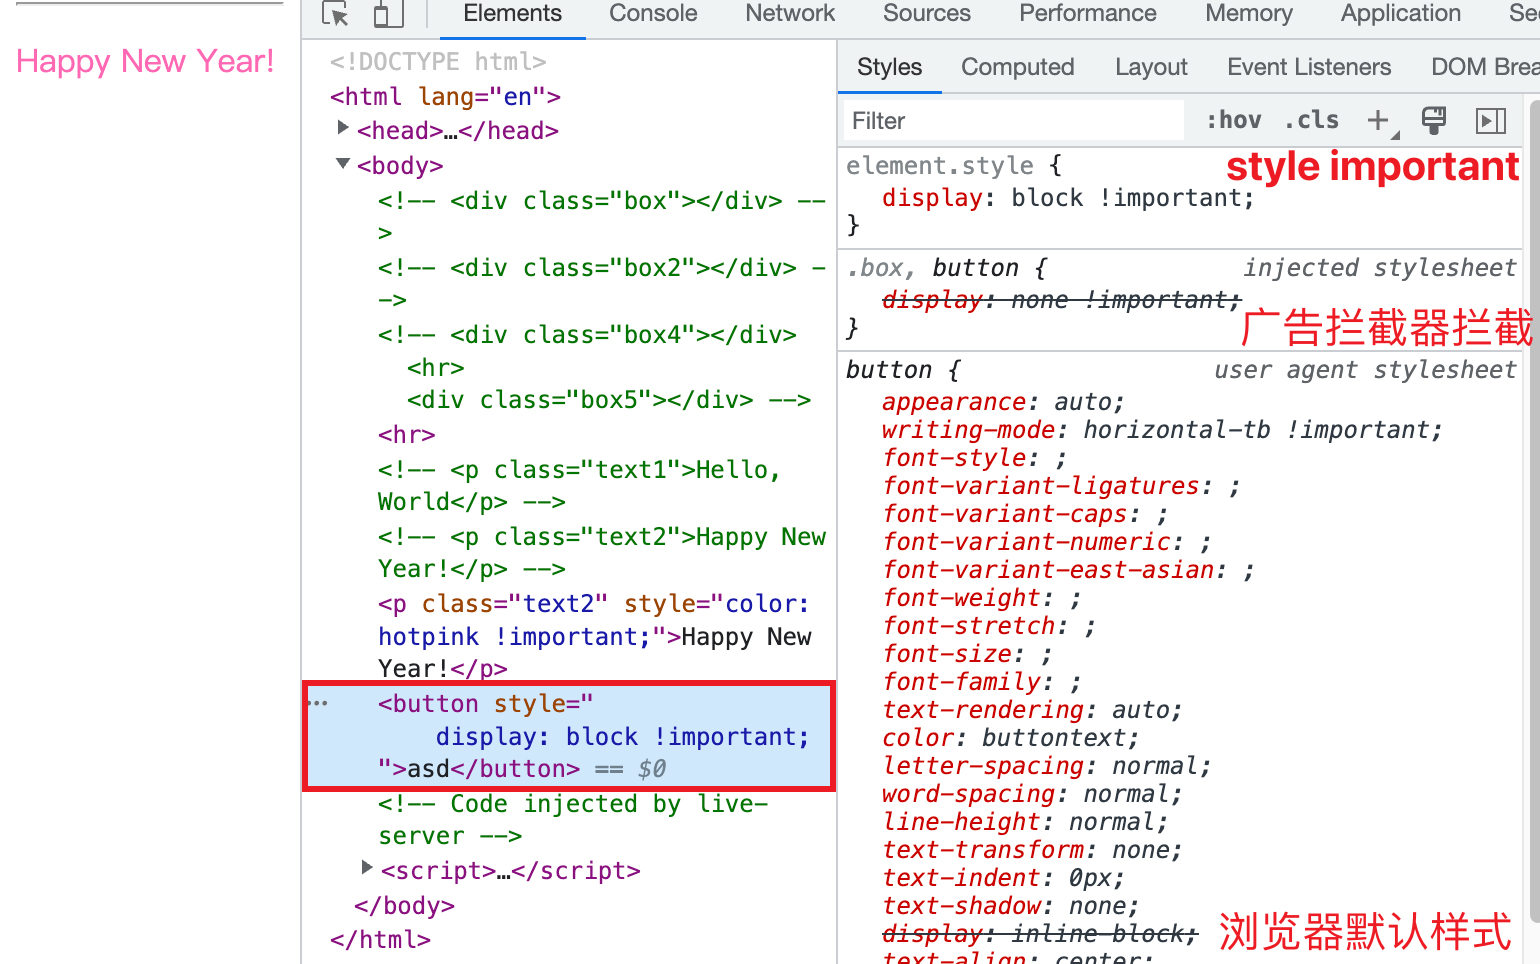 Happy New Year!
Elements Console Network Sources Performance Memory Application Se
<!DOCTYPE html>
<html lang="en">
<head>…</head>
<body>
<!-- <div class="box"></div> --
>
<!-- <div class="box2"></div> -
->
<!-- <div class="box4"></div>
<hr>
<div class="box5"></div> -->
<hr>
<!-- <p class="text1">Hello,
World</p> -->
<!-- <p class="text2">Happy New
Year!</p> -->
<p class="text2" style="color:
hotpink !important;">Happy New
Year!</p>
··· <button style="
display: block !important;
">asd</button> == $0
<!-- Code injected by live-
server -->
<script>…</script>
</body>
</html>
Styles Computed Layout Event Listeners DOM Brea
Filter :hov .cls +
element.style {
style important
display: block !important;
}
.box, button { injected stylesheet
display: none !important;
广告拦截器拦截
}
button { user agent stylesheet
appearance: auto;
writing-mode: horizontal-tb !important;
font-style: ;
font-variant-ligatures: ;
font-variant-caps: ;
font-variant-numeric: ;
font-variant-east-asian: ;
font-weight: ;
font-stretch: ;
font-size: ;
font-family: ;
text-rendering: auto;
color: buttontext;
letter-spacing: normal;
word-spacing: normal;
line-height: normal;
text-transform: none;
text-indent: 0px;
text-shadow: none;
display: inline-block; 浏览器默认样式
text-align: center;